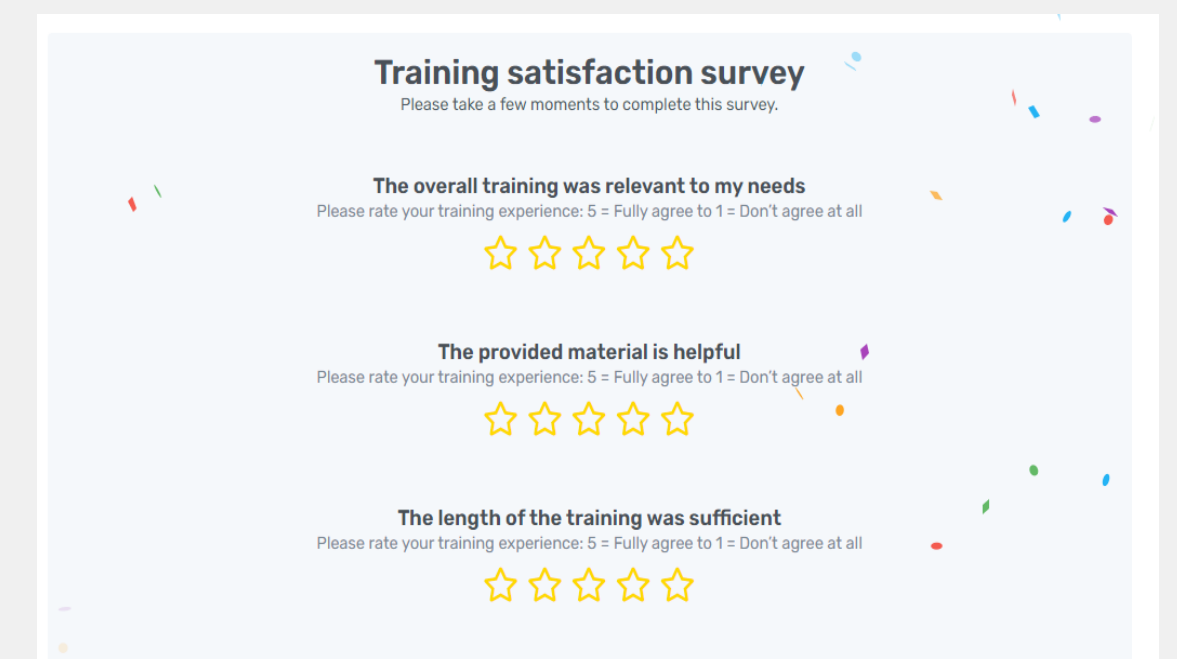 Training satisfaction survey
Please take a few moments to complete this survey.
The overall training was relevant to my needs
Please rate your training experience: 5 = Fully agree to 1 = Don't agree at all
The provided material is helpful
Please rate your training experience: 5 = Fully agree to 1 = Don't agree at all
The length of the training was sufficient
Please rate your training experience: 5 = Fully agree to 1 = Don't agree at all